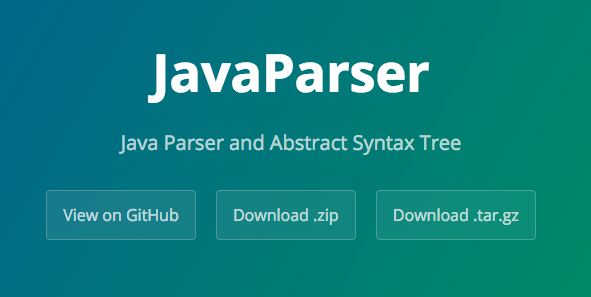 JavaParser
Java Parser and Abstract Syntax Tree
View on GitHub
Download .zip
Download .tar.gz